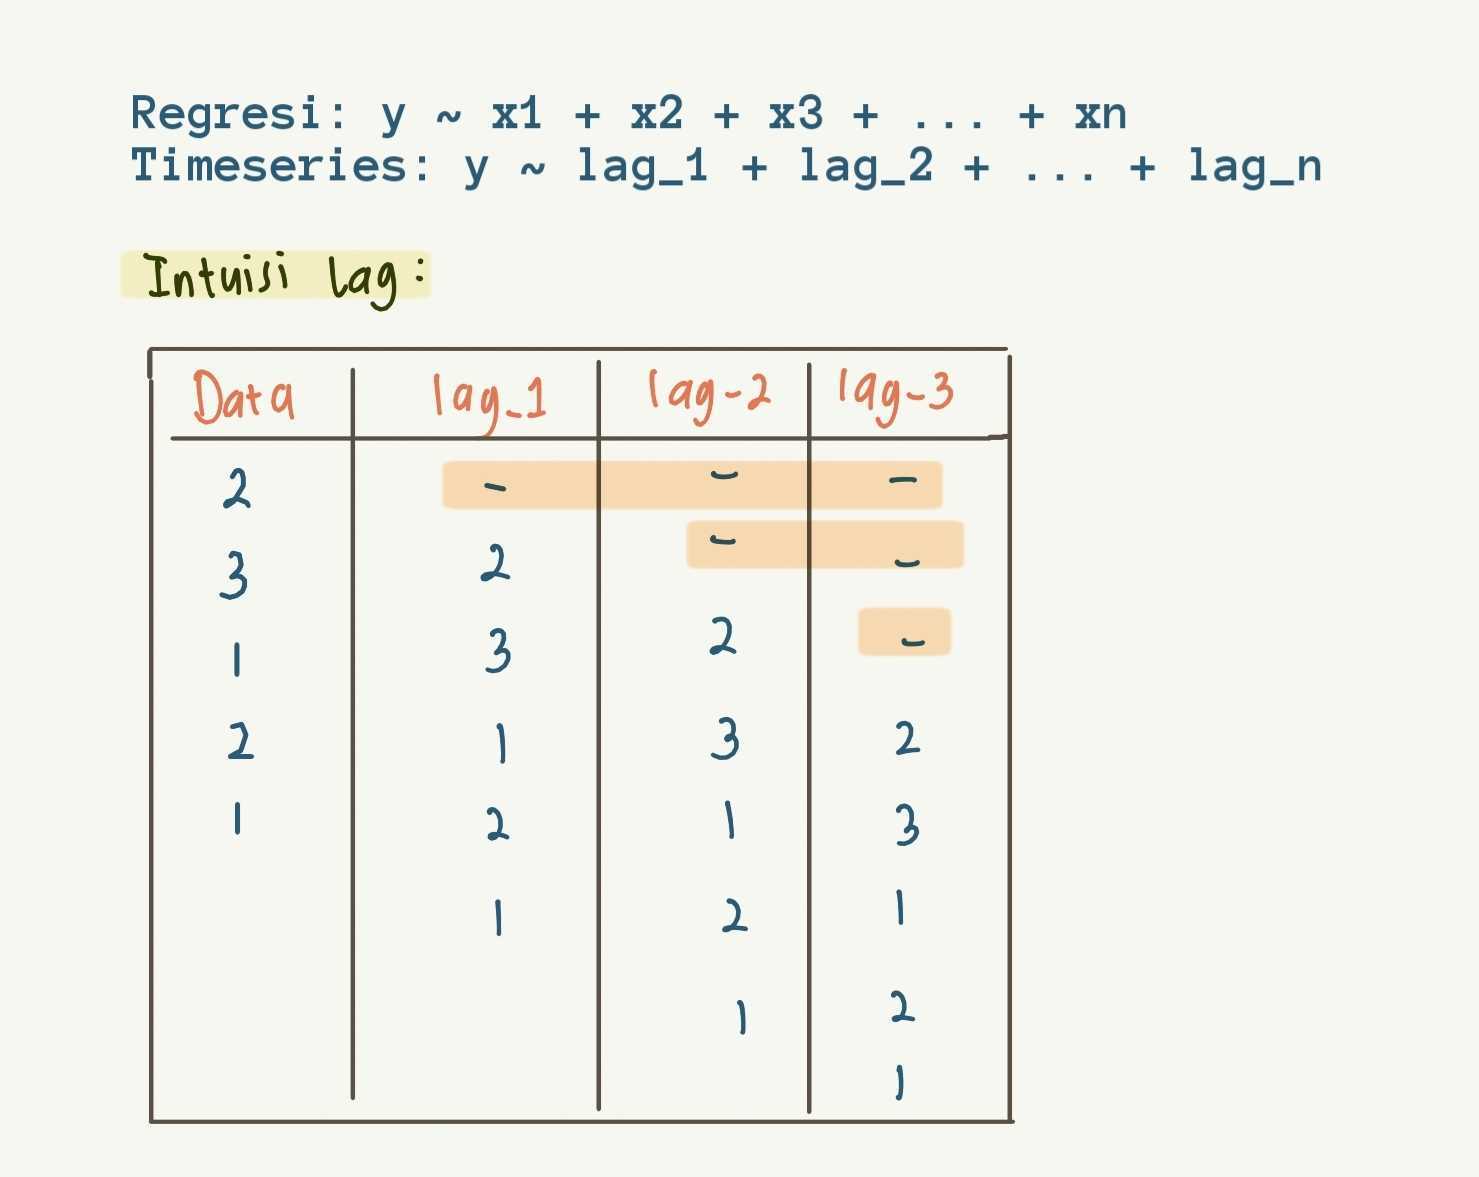 Regresi: y ~ x1 + x2 + x3 + ... + xn
Timeseries: y ~ lag_1 + lag_2 + ... + lag_n
Intuisi lag:
Data lag_1 lag-2 lag-3
2 - - -
3 2 - -
1 3 2 -
2 1 3 2
1 2 1 3
1 2 1
1 2
1